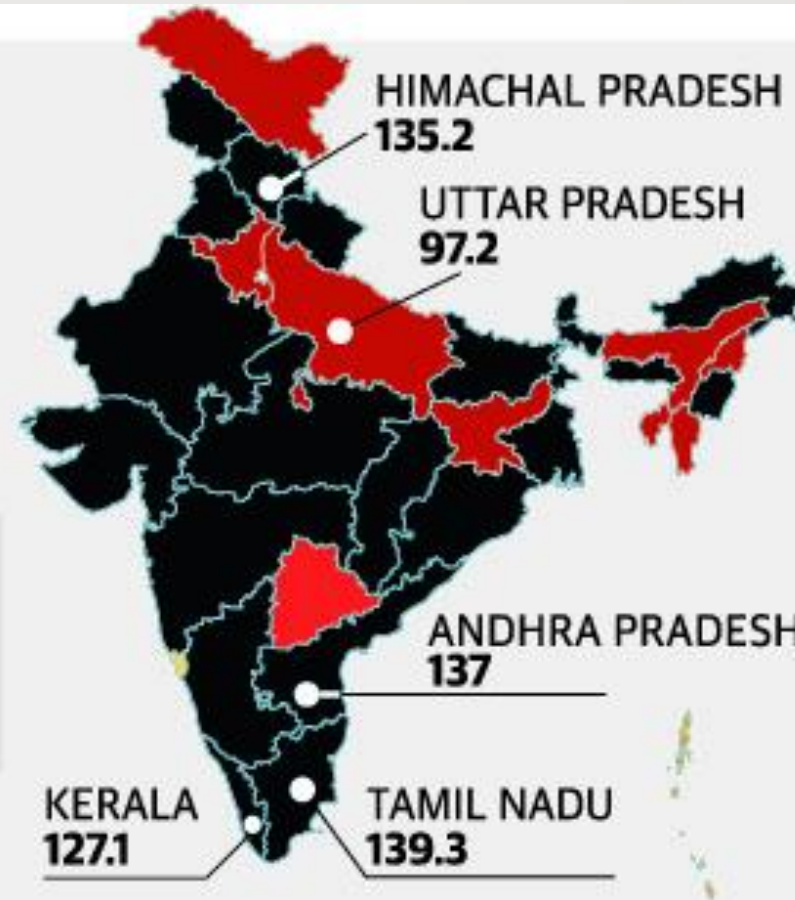 HIMACHAL PRADESH
135.2
UTTAR PRADESH
97.2
ANDHRA PRADESH
137
KERALA
127.1
TAMIL NADU
139.3